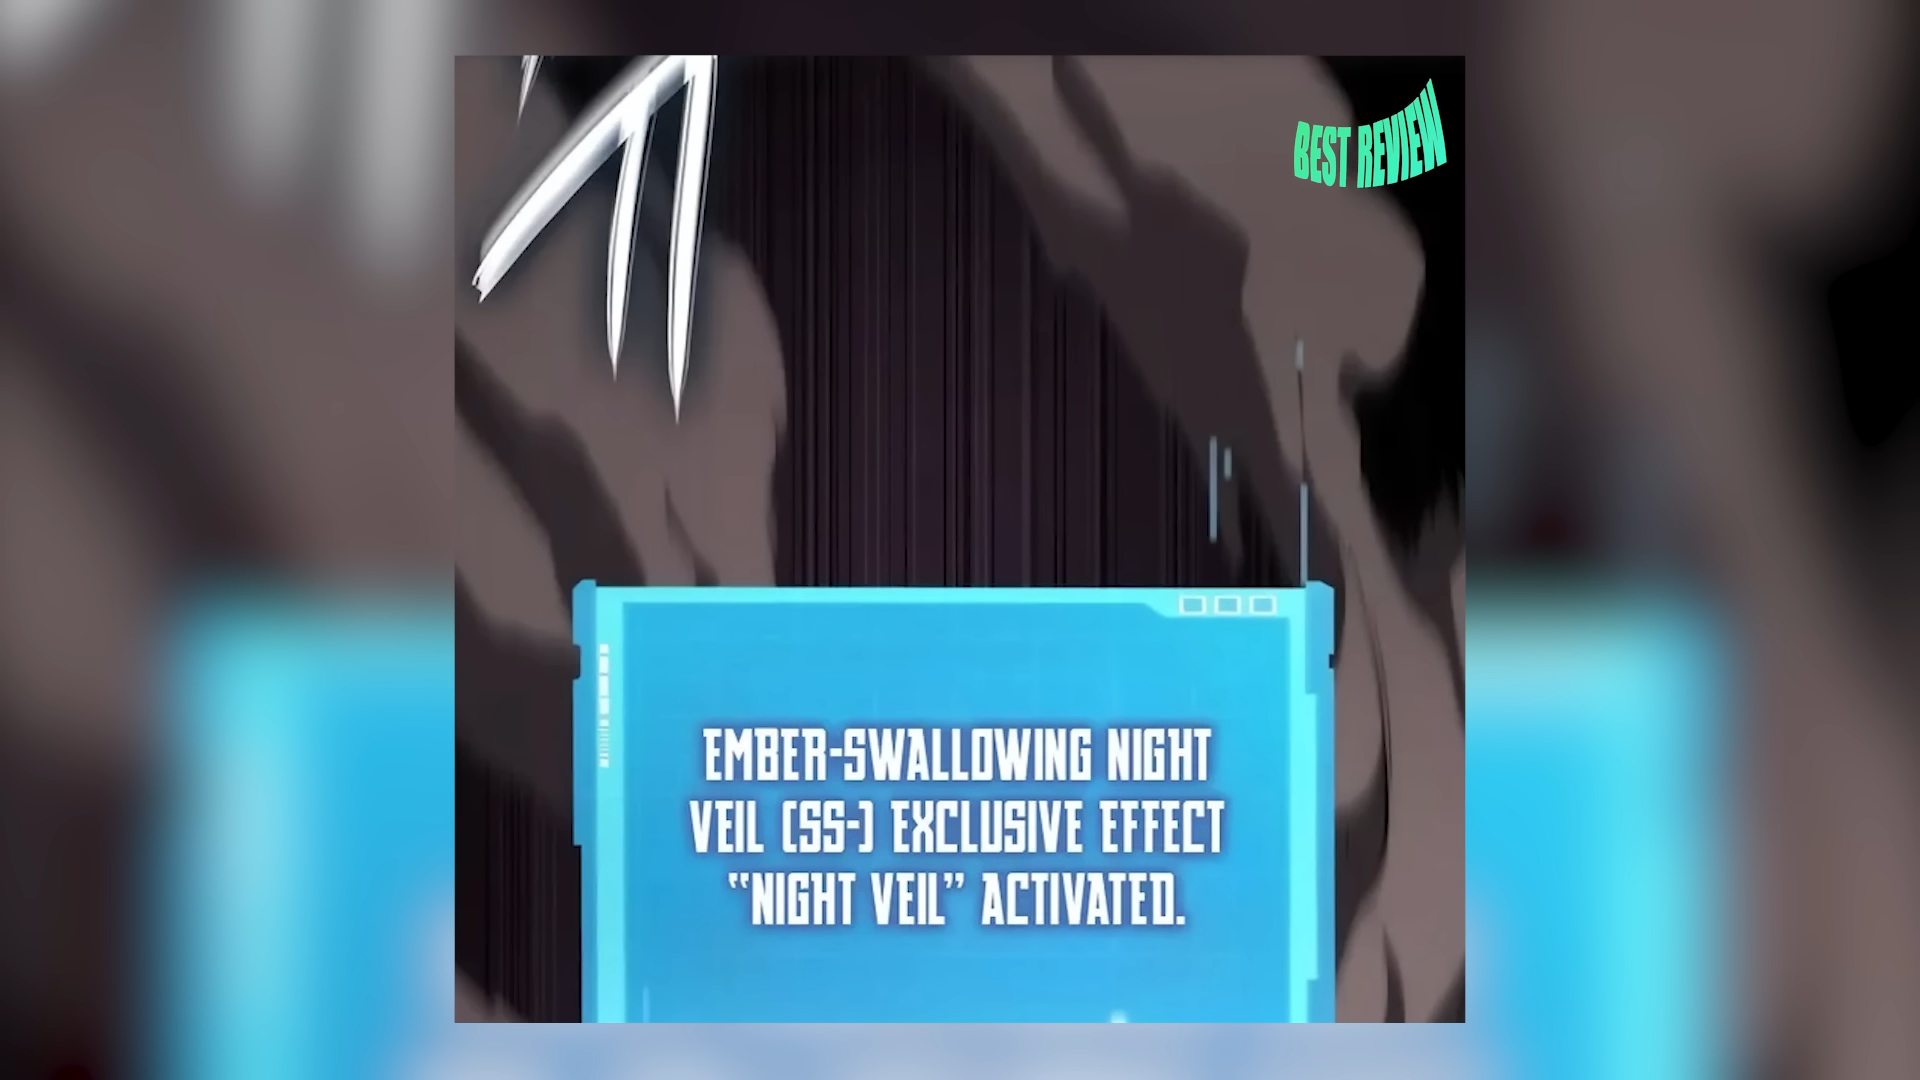 BEST REVIEW
EMBER-SWALLOWING NIGHT
VEIL (SS-) EXCLUSIVE EFFECT
“NIGHT VEIL” ACTIVATED.